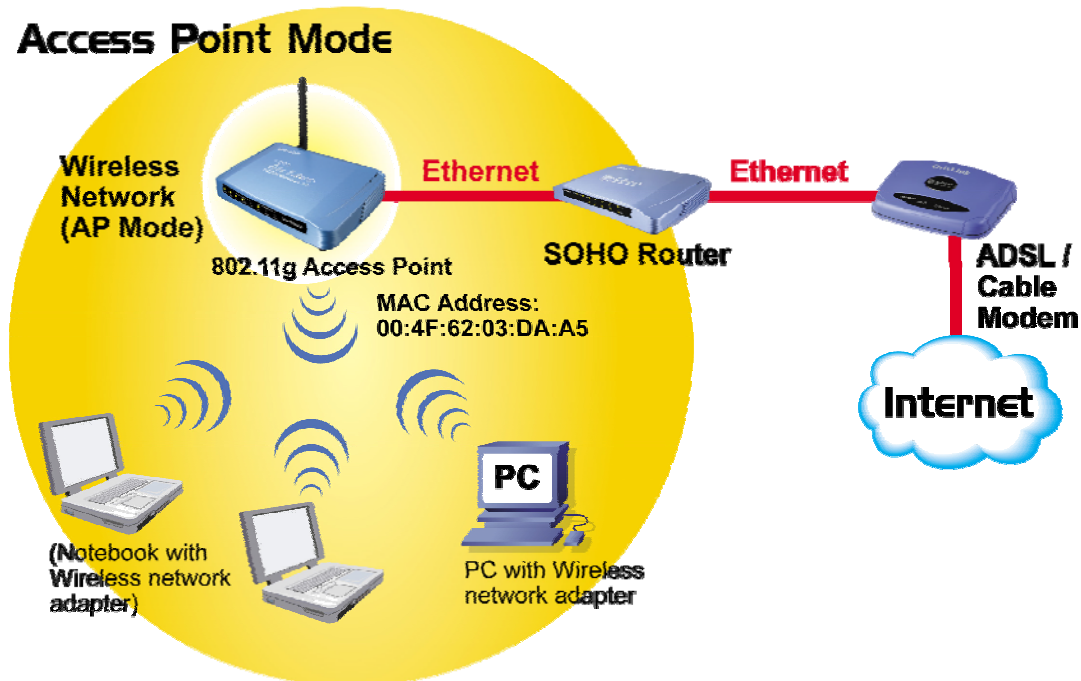 Access Point Mode
Wireless
Network
(AP Mode)
Ethernet
Ethernet
802.11g Access Point
SOHO Router
ADSL /
Cable
Modem
MAC Address:
00:4F:62:03:DA:A5
Internet
PC
(Notebook with
Wireless network
adapter)
PC with Wireless
network adapter